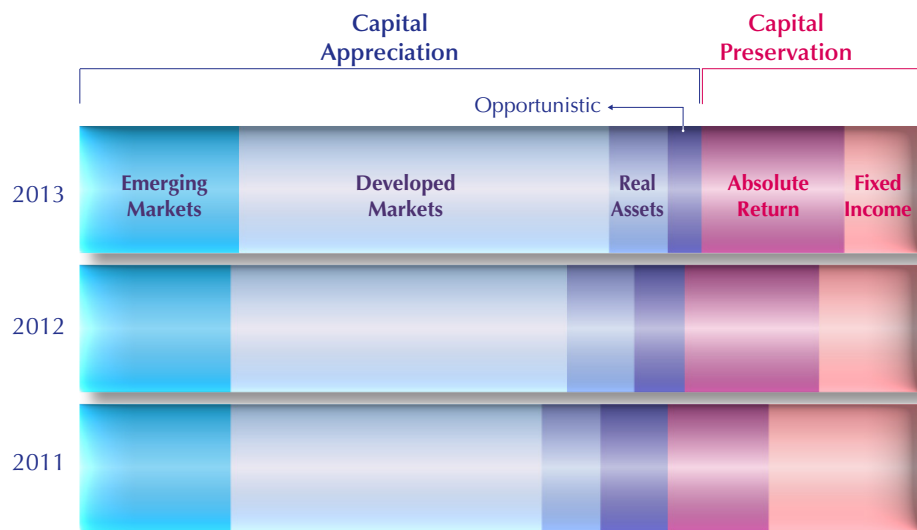 Capital
Appreciation
Capital
Preservation
Opportunistic
2013
Emerging
Markets
Developed
Markets
Real
Assets
Absolute
Return
Fixed
Income
2012
2011